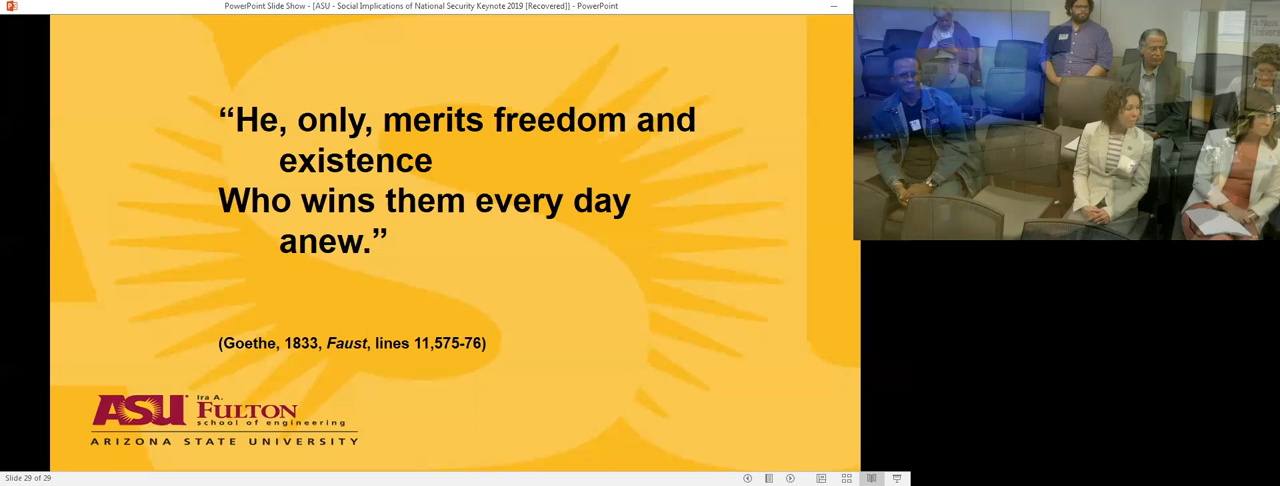 PowerPoint Slide Show - [ASU - Social Implications of National Security Keynote 2019 [Recovered]] - PowerPoint
“He, only, merits freedom and
existence
Who wins them every day
anew.”
(Goethe, 1833, Faust, lines 11,575-76)
ASU
Ira A.
FULTON
school of engineering
ARIZONA STATE UNIVERSITY
Slide 29 of 29